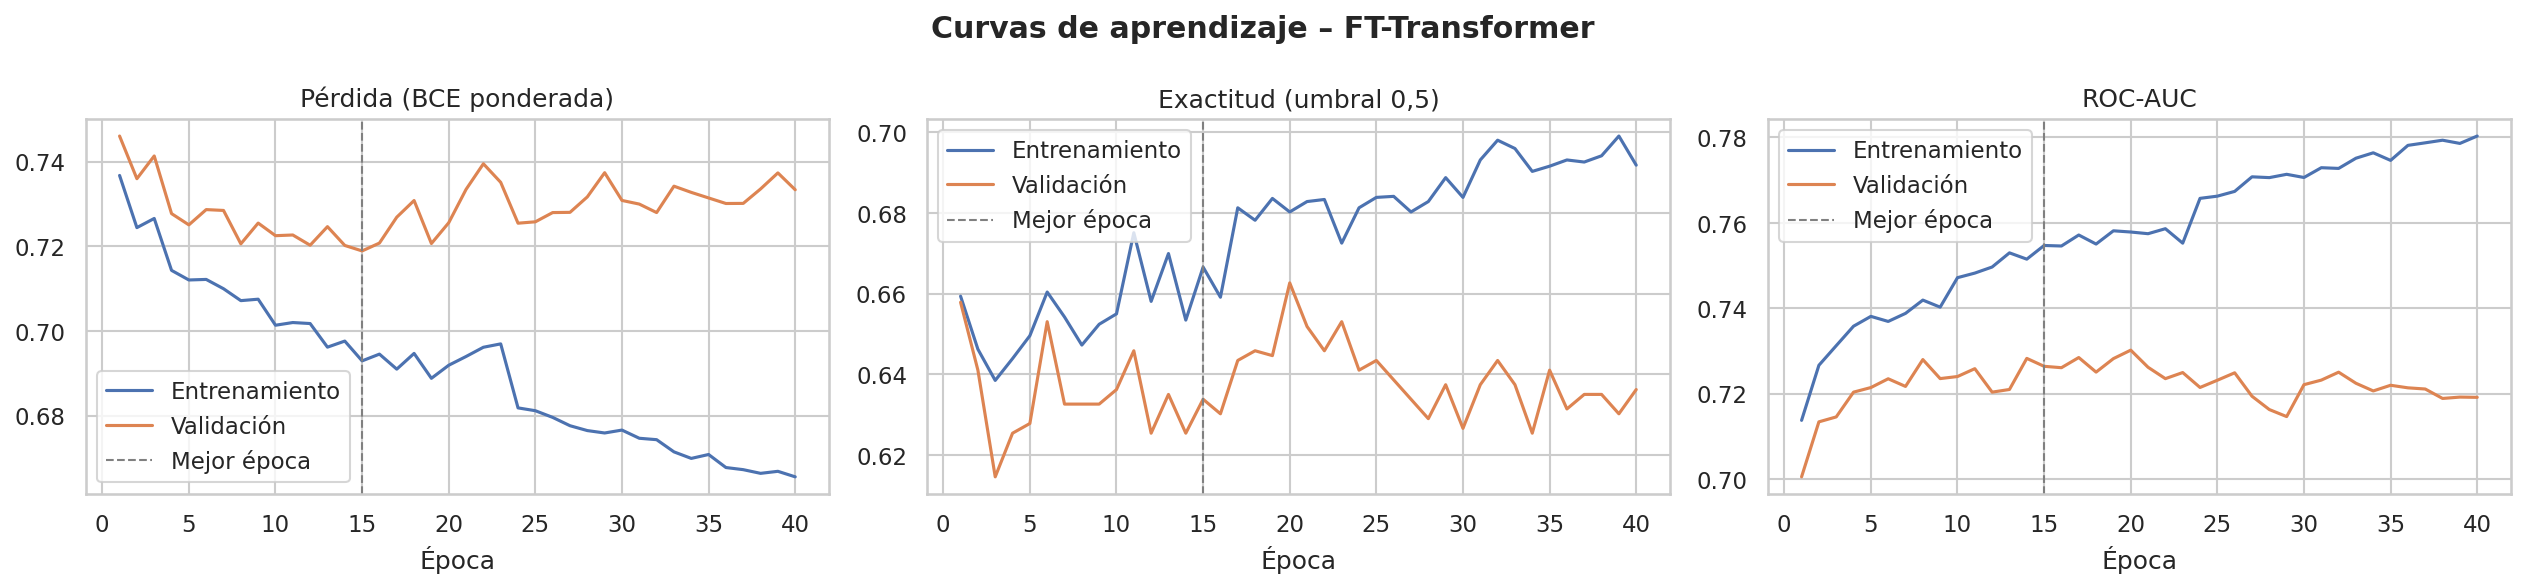 Curvas de aprendizaje – FT-Transformer
Pérdida (BCE ponderada)
0.74
0.72
0.70
0.68
Entrenamiento
Validación
Mejor época
0 5 10 15 20 25 30 35 40
Época
Exactitud (umbral 0,5)
0.70
0.68
0.66
0.64
0.62
Entrenamiento
Validación
Mejor época
0 5 10 15 20 25 30 35 40
Época
ROC-AUC
0.78
0.76
0.74
0.72
0.70
Entrenamiento
Validación
Mejor época
0 5 10 15 20 25 30 35 40
Época